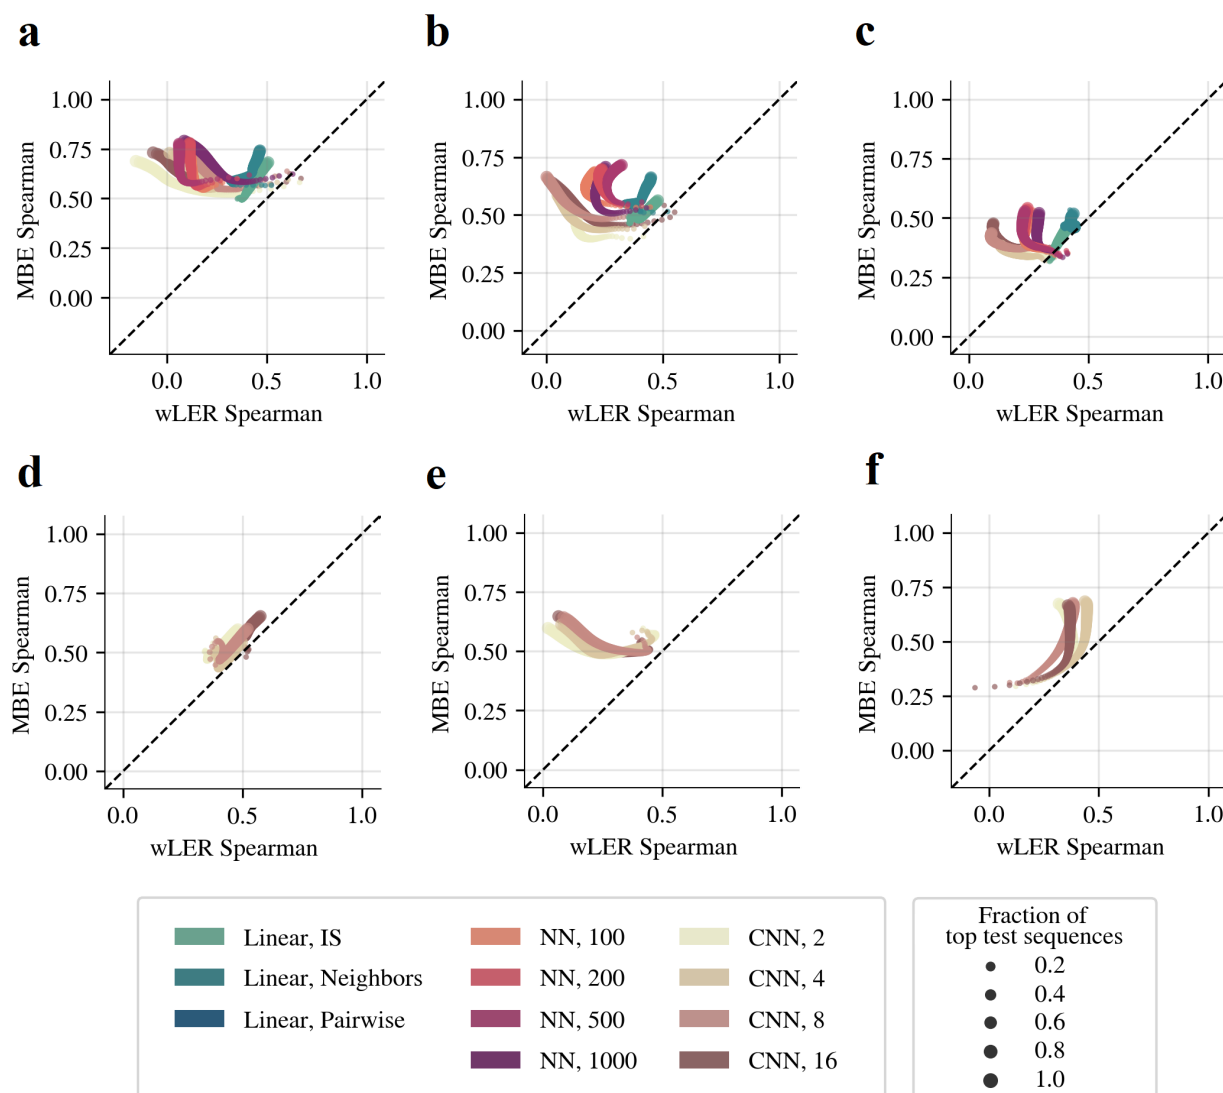 a
b
c
1.00
0.75
0.50
0.25
0.00
MBE Spearman
0.0 0.5 1.0
wLER Spearman
1.00
0.75
0.50
0.25
0.00
MBE Spearman
0.0 0.5 1.0
wLER Spearman
1.00
0.75
0.50
0.25
0.00
MBE Spearman
0.0 0.5 1.0
wLER Spearman
d
e
f
1.00
0.75
0.50
0.25
0.00
MBE Spearman
0.0 0.5 1.0
wLER Spearman
1.00
0.75
0.50
0.25
0.00
MBE Spearman
0.0 0.5 1.0
wLER Spearman
1.00
0.75
0.50
0.25
0.00
MBE Spearman
0.0 0.5 1.0
wLER Spearman
Linear, IS
Linear, Neighbors
Linear, Pairwise
NN, 100
NN, 200
NN, 500
NN, 1000
CNN, 2
CNN, 4
CNN, 8
CNN, 16
Fraction of
top test sequences
0.2
0.4
0.6
0.8
1.0